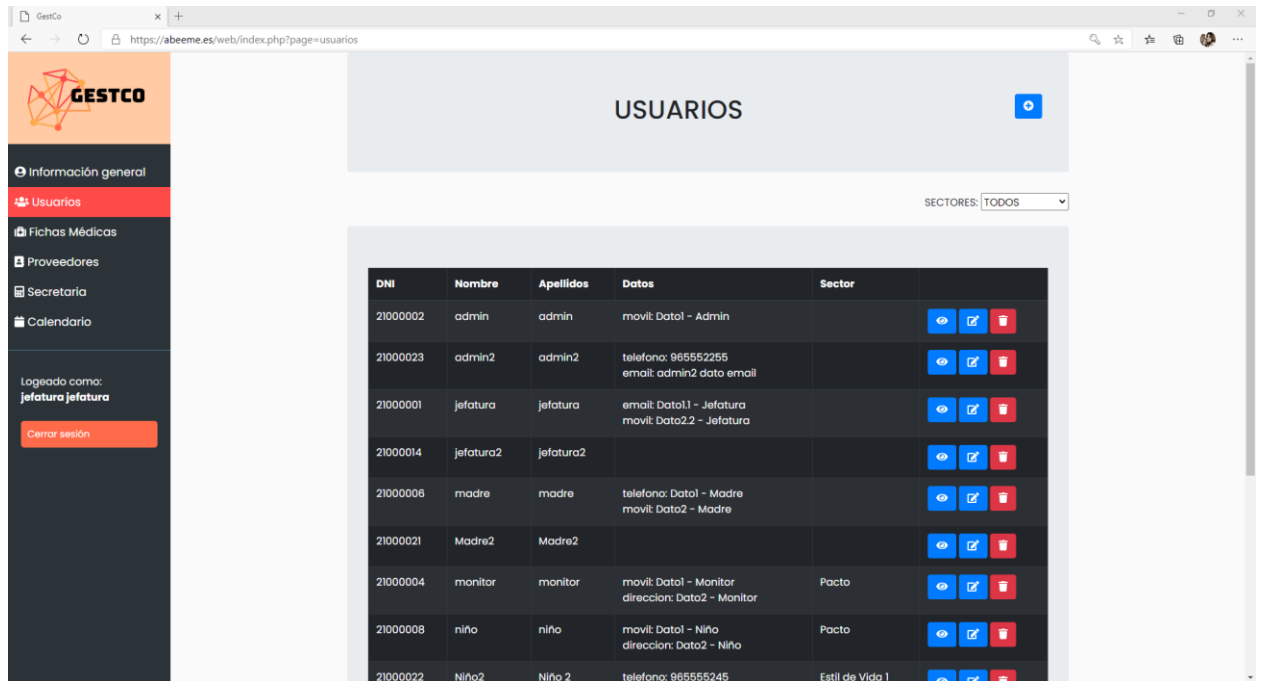 GestCo
https://abeeme.es/web/index.php?page=usuarios
GESTCO
Información general
Usuarios
Fichas Médicas
Proveedores
Secretaria
Calendario
Logeado como:
jefatura jefatura
Cerrar sesión
USUARIOS
SECTORES: TODOS
DNI Nombre Apellidos Datos Sector
21000002 admin admin movil: Dato1 - Admin
21000023 admin2 admin2 telefono: 965552255
email: admin2 dato email
21000001 jefatura jefatura email: Dato1.1 - Jefatura
movil: Dato2.2 - Jefatura
21000014 jefatura2 jefatura2
21000006 madre madre telefono: Dato1 - Madre
movil: Dato2 - Madre
21000021 Madre2 Madre2
21000004 monitor monitor movil: Dato1 - Monitor Pacto
direccion: Dato2 - Monitor
21000008 niño niño movil: Dato1 - Niño Pacto
direccion: Dato2 - Niño
21000022 Niño2 Niño 2 telefono: 965555245 Estil de Vida 1